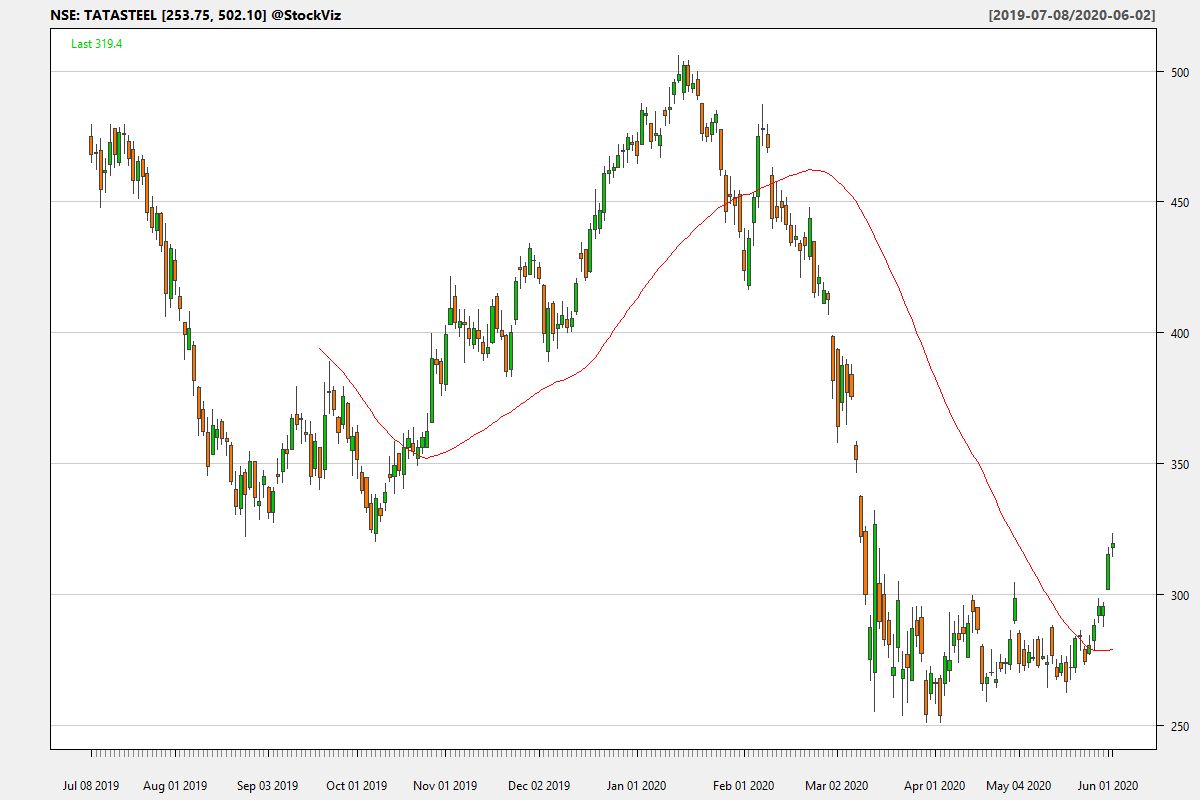 NSE: TATASTEEL [253.75, 502.10] @StockViz [2019-07-08/2020-06-02]
Last 319.4
500
450
400
350
300
250
Jul 08 2019 Aug 01 2019 Sep 03 2019 Oct 01 2019 Nov 01 2019 Dec 02 2019 Jan 01 2020 Feb 01 2020 Mar 02 2020 Apr 01 2020 May 04 2020 Jun 01 2020